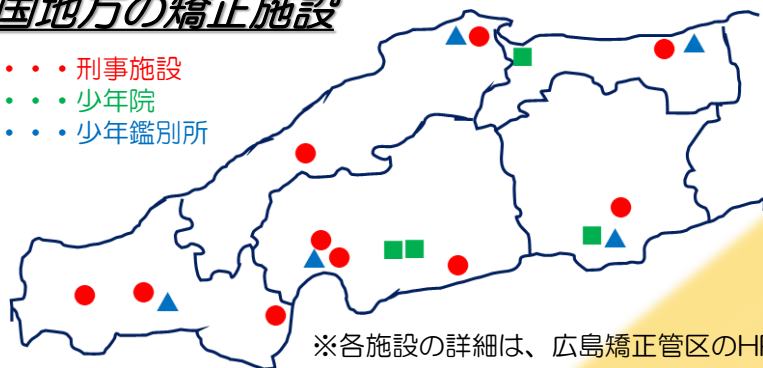 国地方の矯正施設
・・・刑事施設
・・・少年院
・・・少年鑑別所
※各施設の詳細は、広島矯正管区のHP